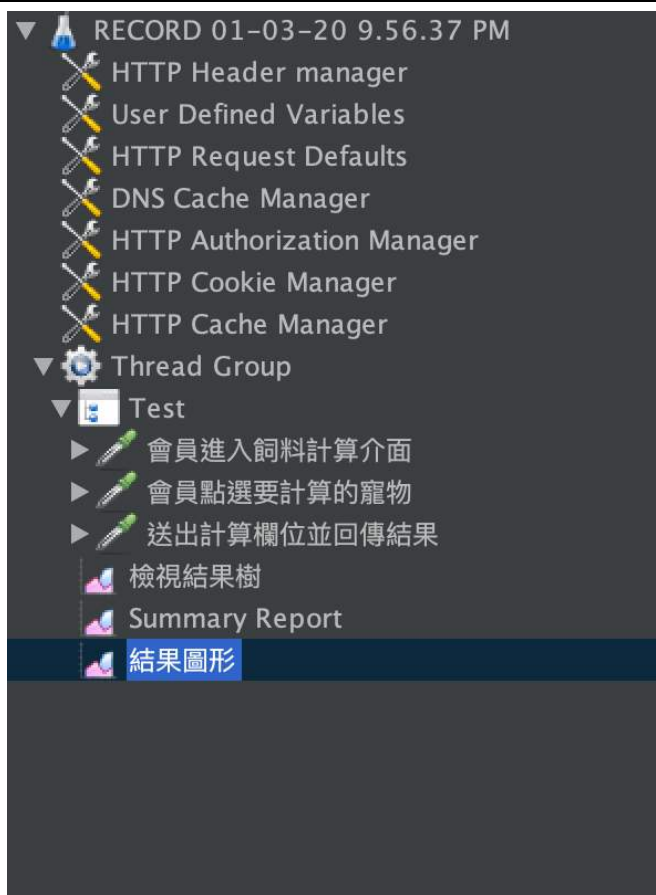 RECORD 01-03-20 9.56.37 PM
HTTP Header manager
User Defined Variables
HTTP Request Defaults
DNS Cache Manager
HTTP Authorization Manager
HTTP Cookie Manager
HTTP Cache Manager
Thread Group
Test
會員進入飼料計算介面
會員點選要計算的寵物
送出計算欄位並回傳結果
檢視結果樹
Summary Report
結果圖形